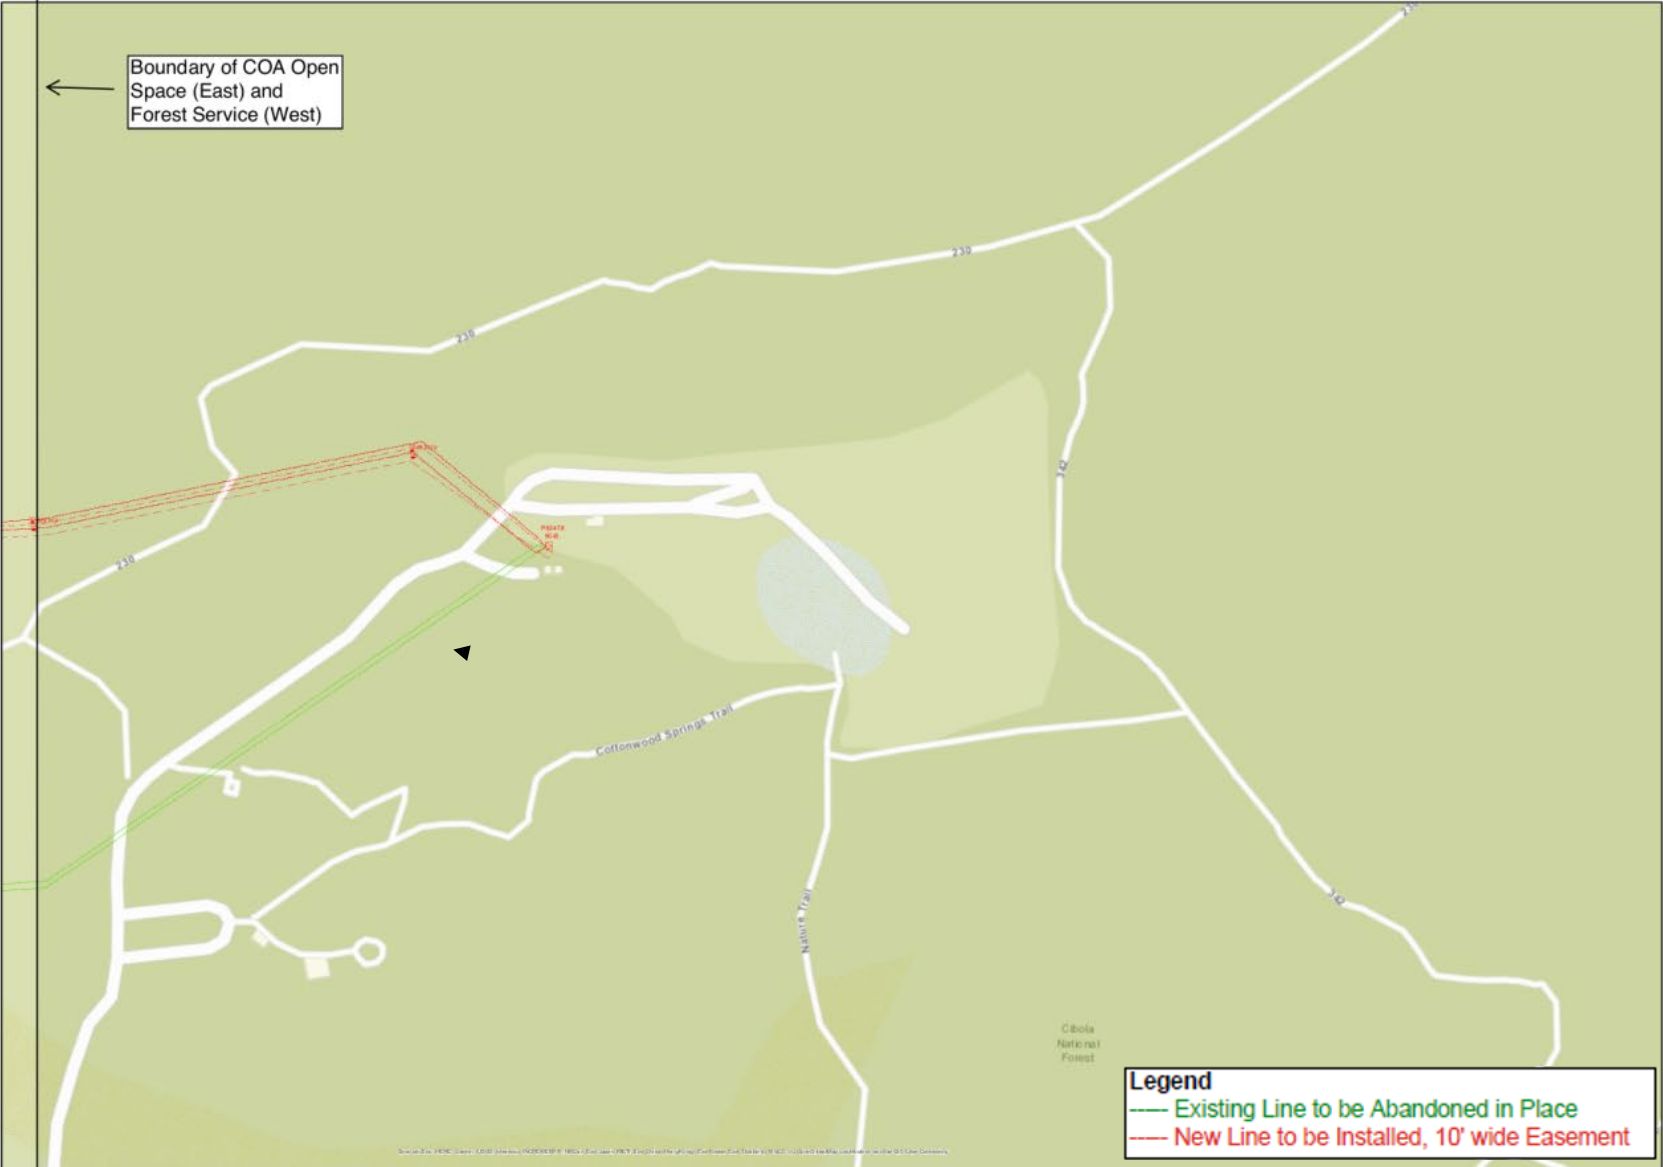 230
Boundary of COA Open
Space (East) and
Forest Service (West)
230
230
342
230
Cottonwood Springs Trail
342
Nature Trail
Cibola
National
Forest
Legend
----- Existing Line to be Abandoned in Place
----- New Line to be Installed, 10' wide Easement